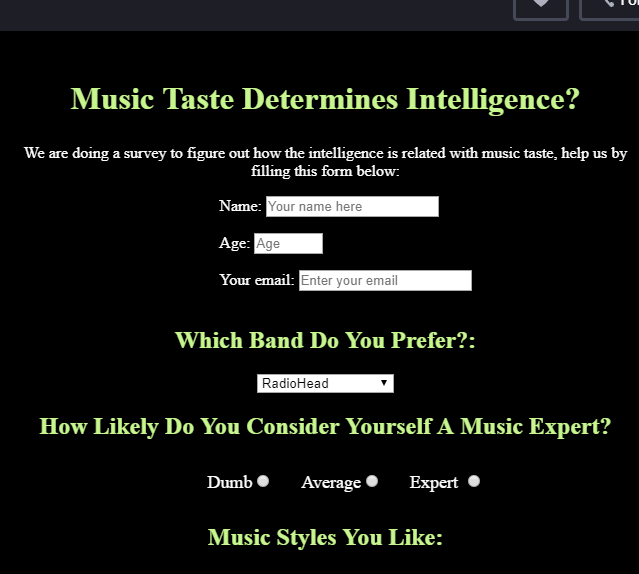 Music Taste Determines Intelligence?
We are doing a survey to figure out how the intelligence is related with music taste, help us by
filling this form below:
Name: Your name here
Age: Age
Your email: Enter your email
Which Band Do You Prefer?:
RadioHead
How Likely Do You Consider Yourself A Music Expert?
Dumb Average Expert
Music Styles You Like: